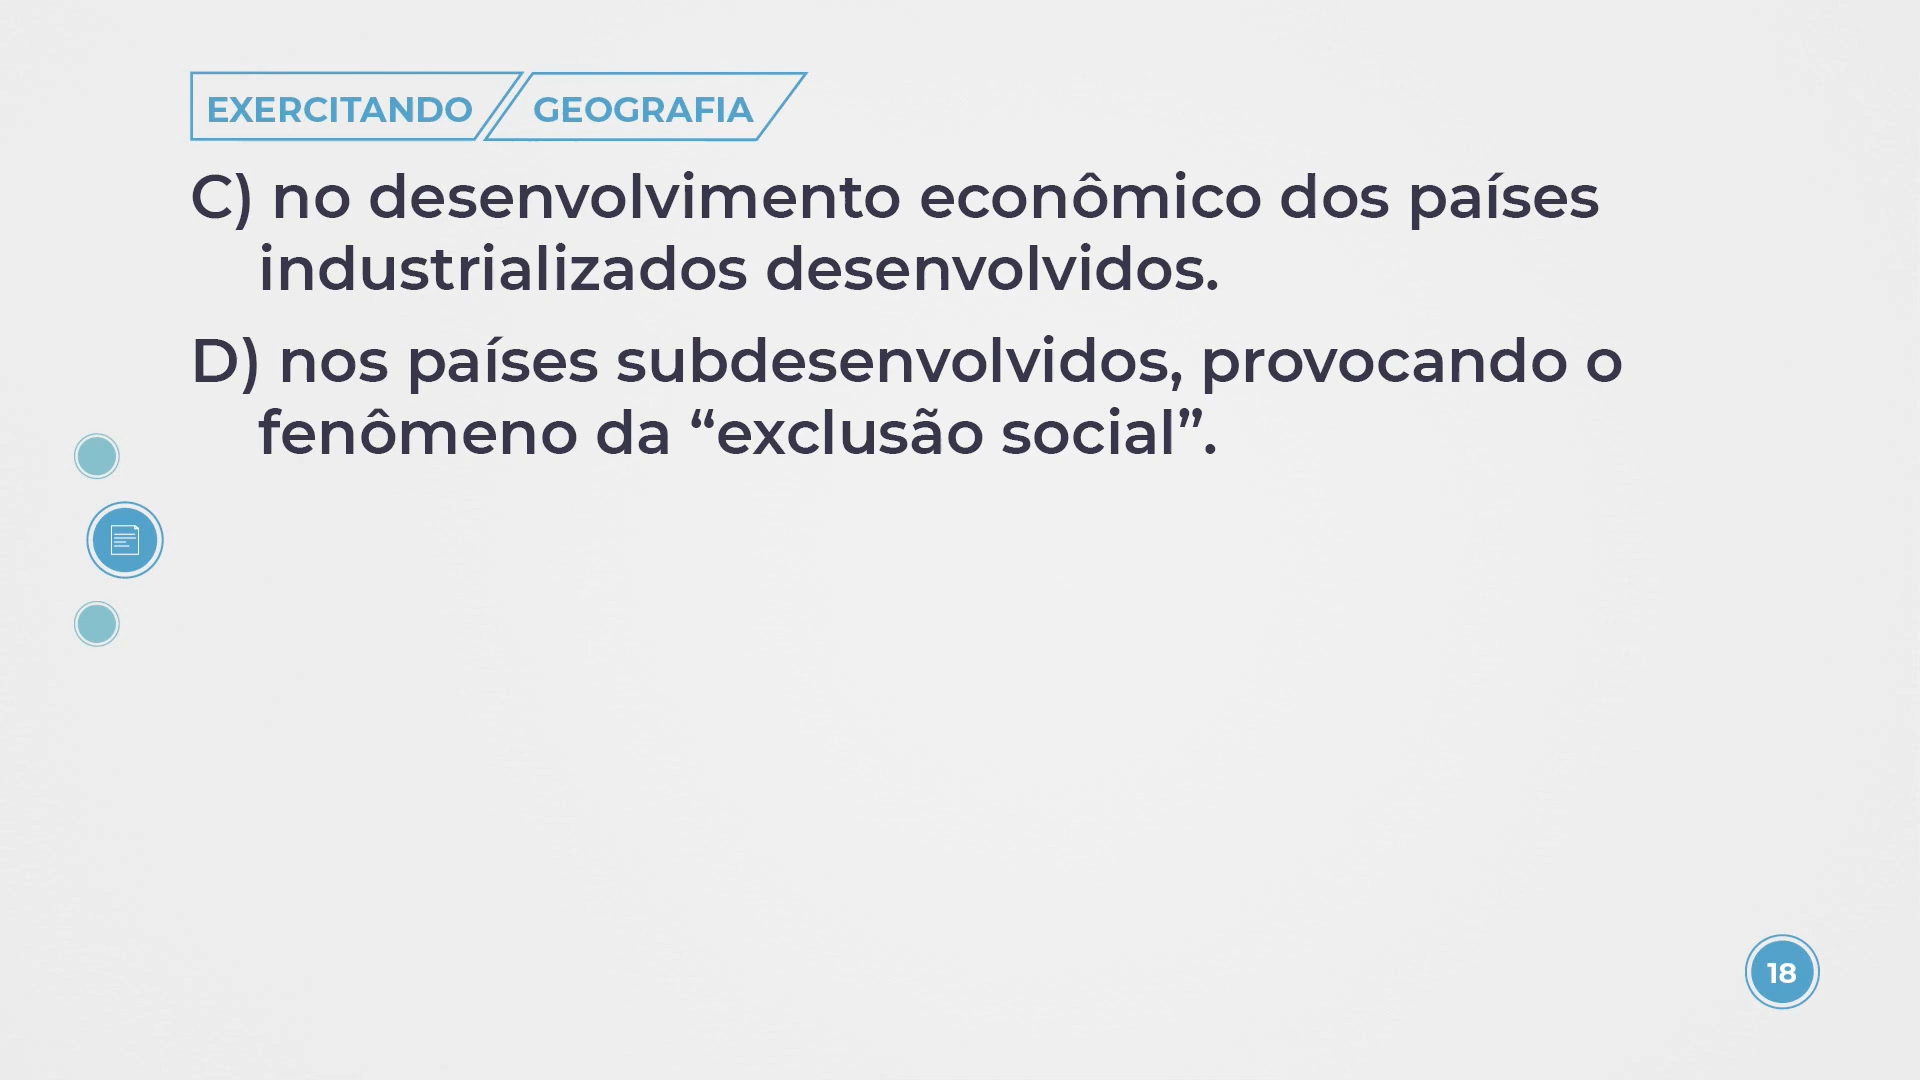 EXERCITANDO GEOGRAFIA
C) no desenvolvimento econômico dos países
industrializados desenvolvidos.
D) nos países subdesenvolvidos, provocando o
fenômeno da “exclusão social”.
18